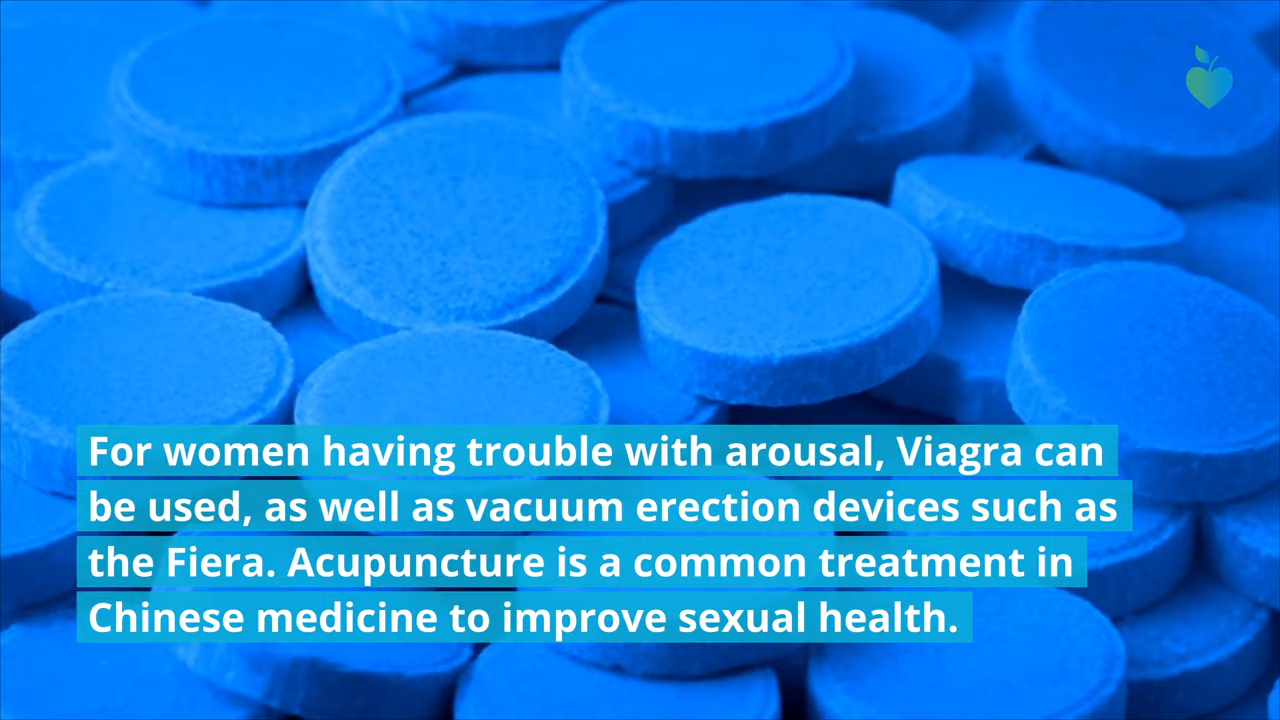 For women having trouble with arousal, Viagra can
be used, as well as vacuum erection devices such as
the Fiera. Acupuncture is a common treatment in
Chinese medicine to improve sexual health.